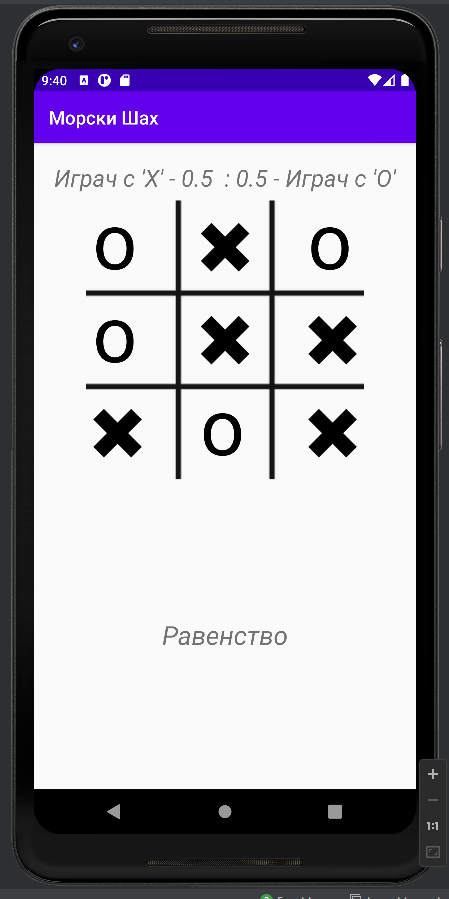 9:40
Морски Шах
Играч с 'X' - 0.5 : 0.5 - Играч с 'O'
O ✖ O
O ✖ ✖
✖ O ✖
Равенство
1:1